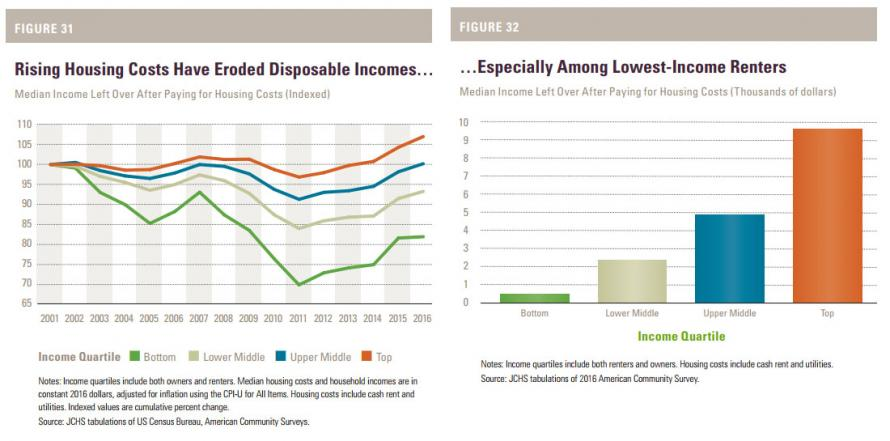 FIGURE 31
Rising Housing Costs Have Eroded Disposable Incomes…
Median Income Left Over After Paying for Housing Costs (Indexed)
110
105
100
95
90
85
80
75
70
65
2001 2002 2003 2004 2005 2006 2007 2008 2009 2010 2011 2012 2013 2014 2015 2016
Income Quartile Bottom Lower Middle Upper Middle Top
Notes: Income quartiles include both owners and renters. Median housing costs and household incomes are in
constant 2016 dollars, adjusted for inflation using the CPI-U for All Items. Housing costs include cash rent and
utilities. Indexed values are cumulative percent change.
Source: JCHS tabulations of US Census Bureau, American Community Surveys.
FIGURE 32
…Especially Among Lowest-Income Renters
Median Income Left Over After Paying for Housing Costs (Thousands of dollars)
10
9
8
7
6
5
4
3
2
1
0
Bottom Lower Middle Upper Middle Top
Income Quartile
Notes: Income quartiles include both renters and owners. Housing costs include cash rent and utilities.
Source: JCHS tabulations of 2016 American Community Survey.